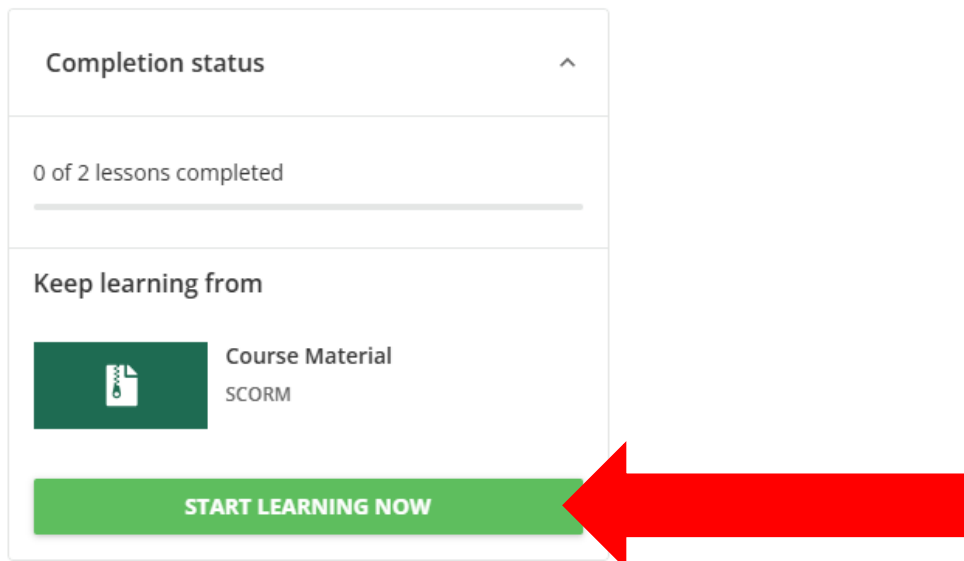 Completion status
0 of 2 lessons completed
Keep learning from
Course Material
SCORM
START LEARNING NOW